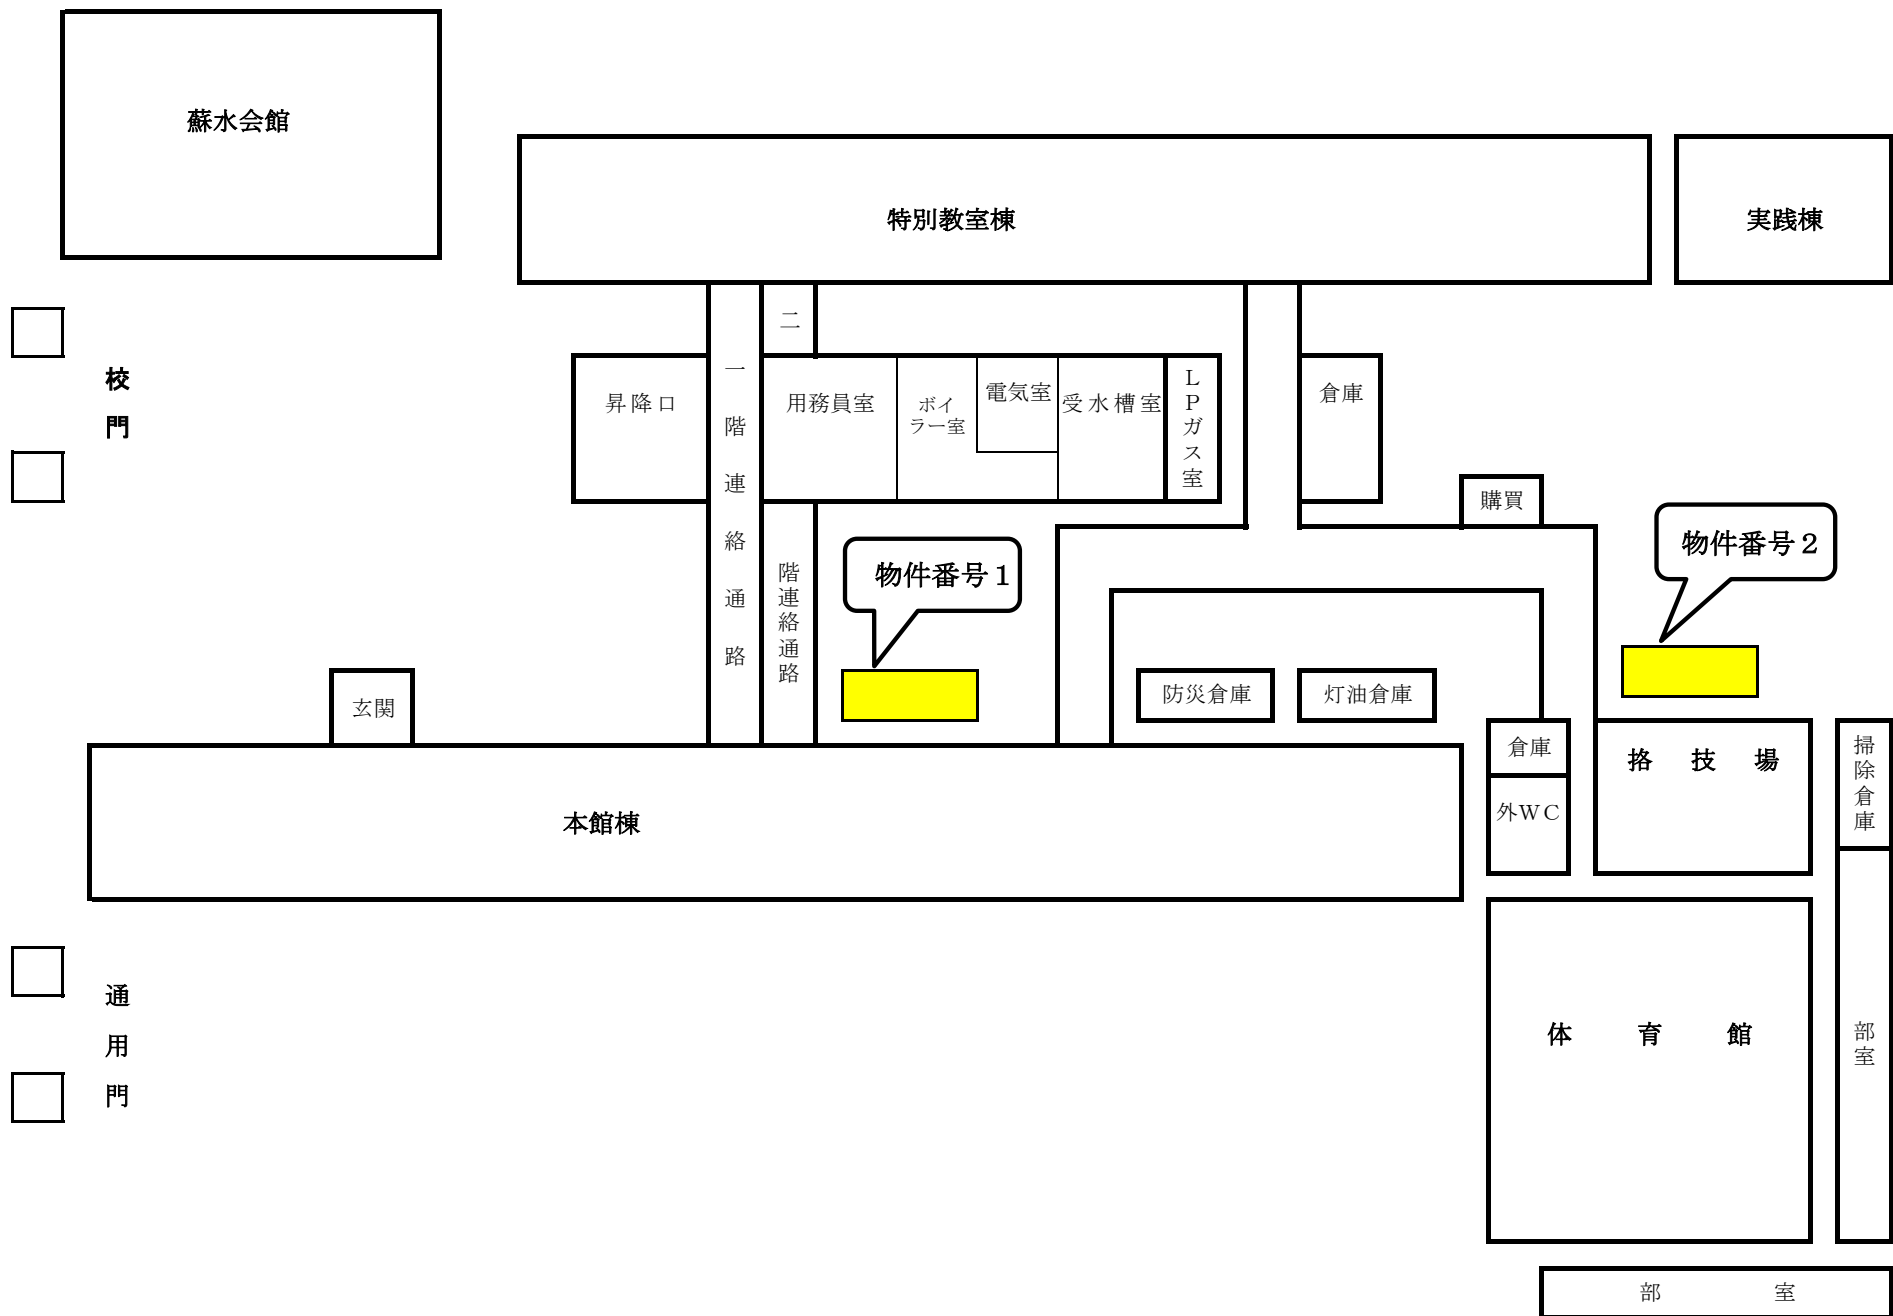 蘇水会館
特別教室棟
実践棟
校門
二階連絡通路
一階連絡通路
昇降口
用務員室
ボイ
ラー室
電気室
受水槽室
LPガス室
倉庫
購買
物件番号1
物件番号2
玄関
防災倉庫
灯油倉庫
倉庫
外WC
挌技場
掃除倉庫
本館棟
通用門
体育館
部室
部室